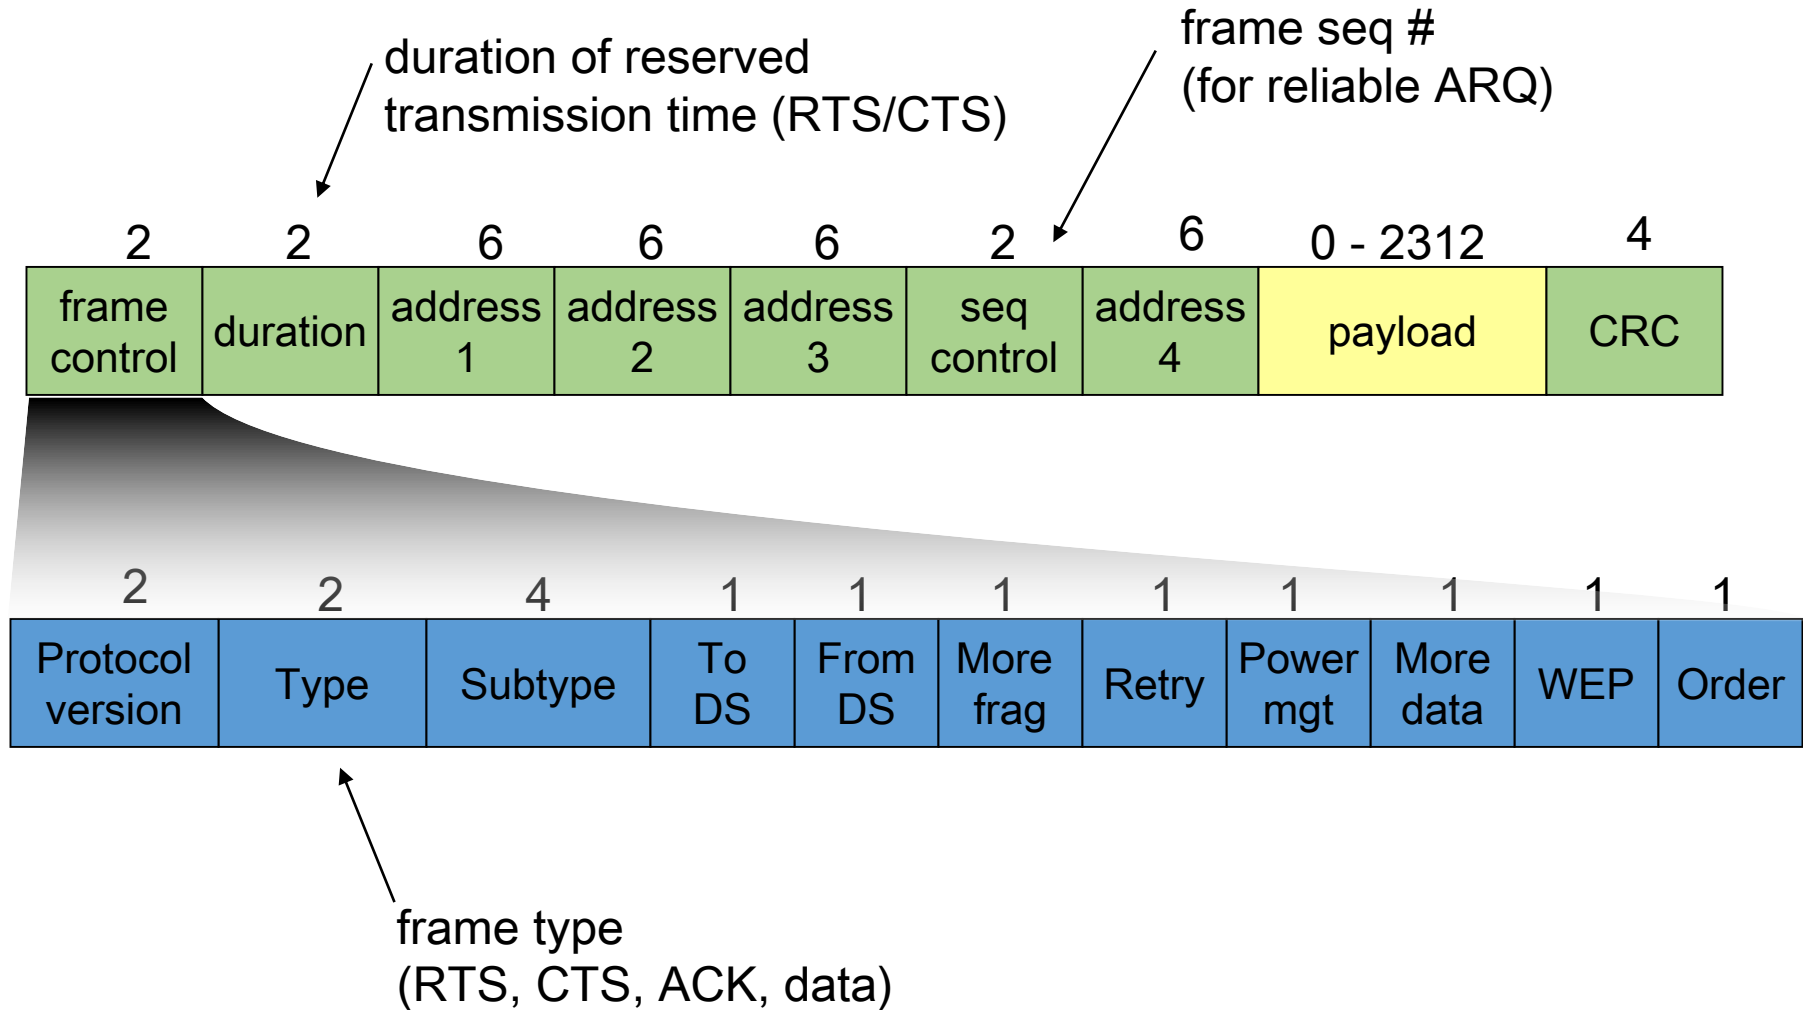 duration of reserved
transmission time (RTS/CTS)
frame seq #
(for reliable ARQ)
2 2 6 6 6 2 6 0 - 2312 4
frame
control
duration
address
1
address
2
address
3
seq
control
address
4
payload
CRC
2 2 4 1 1 1 1 1 1 1 1
Protocol
version
Type
Subtype
To
DS
From
DS
More
frag
Retry
Power
mgt
More
data
WEP
Order
frame type
(RTS, CTS, ACK, data)